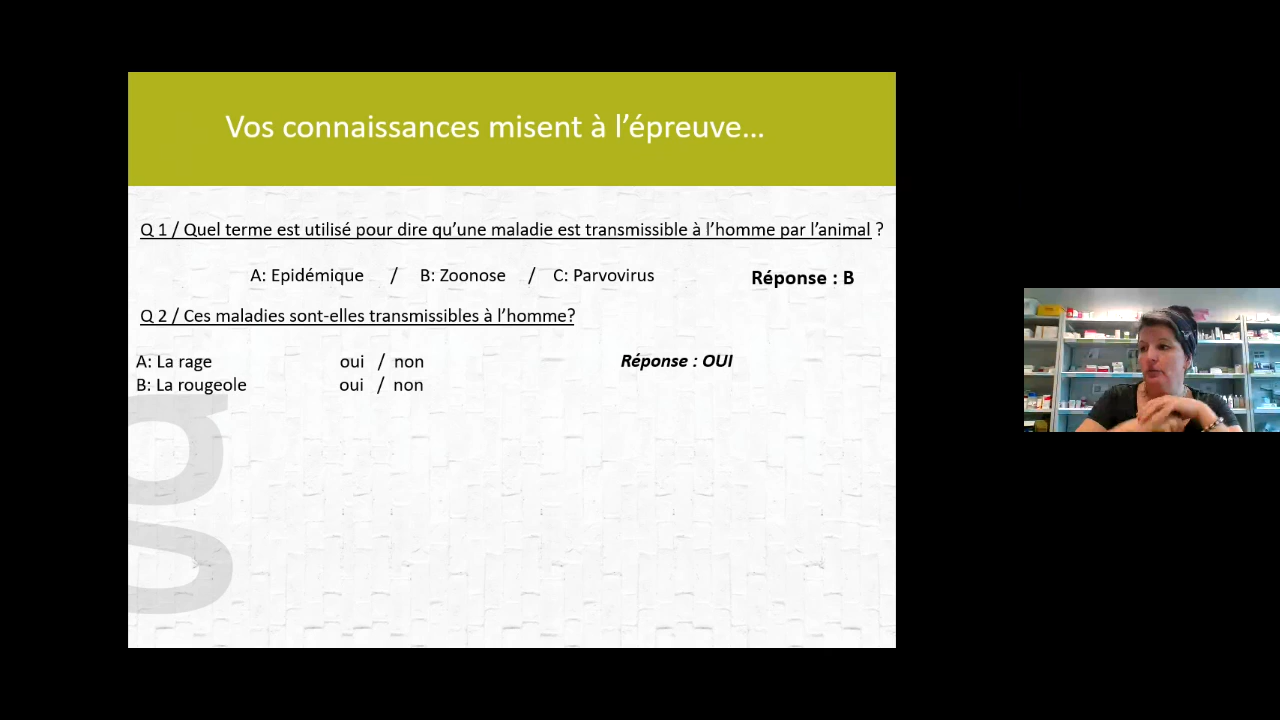 Vos connaissances misent à l'épreuve...
Q 1 / Quel terme est utilisé pour dire qu'une maladie est transmissible à l'homme par l'animal ?
A: Epidémique / B: Zoonose / C: Parvovirus Réponse : B
Q 2 / Ces maladies sont-elles transmissibles à l'homme?
A: La rage oui / non Réponse : OUI
B: La rougeole oui / non
g